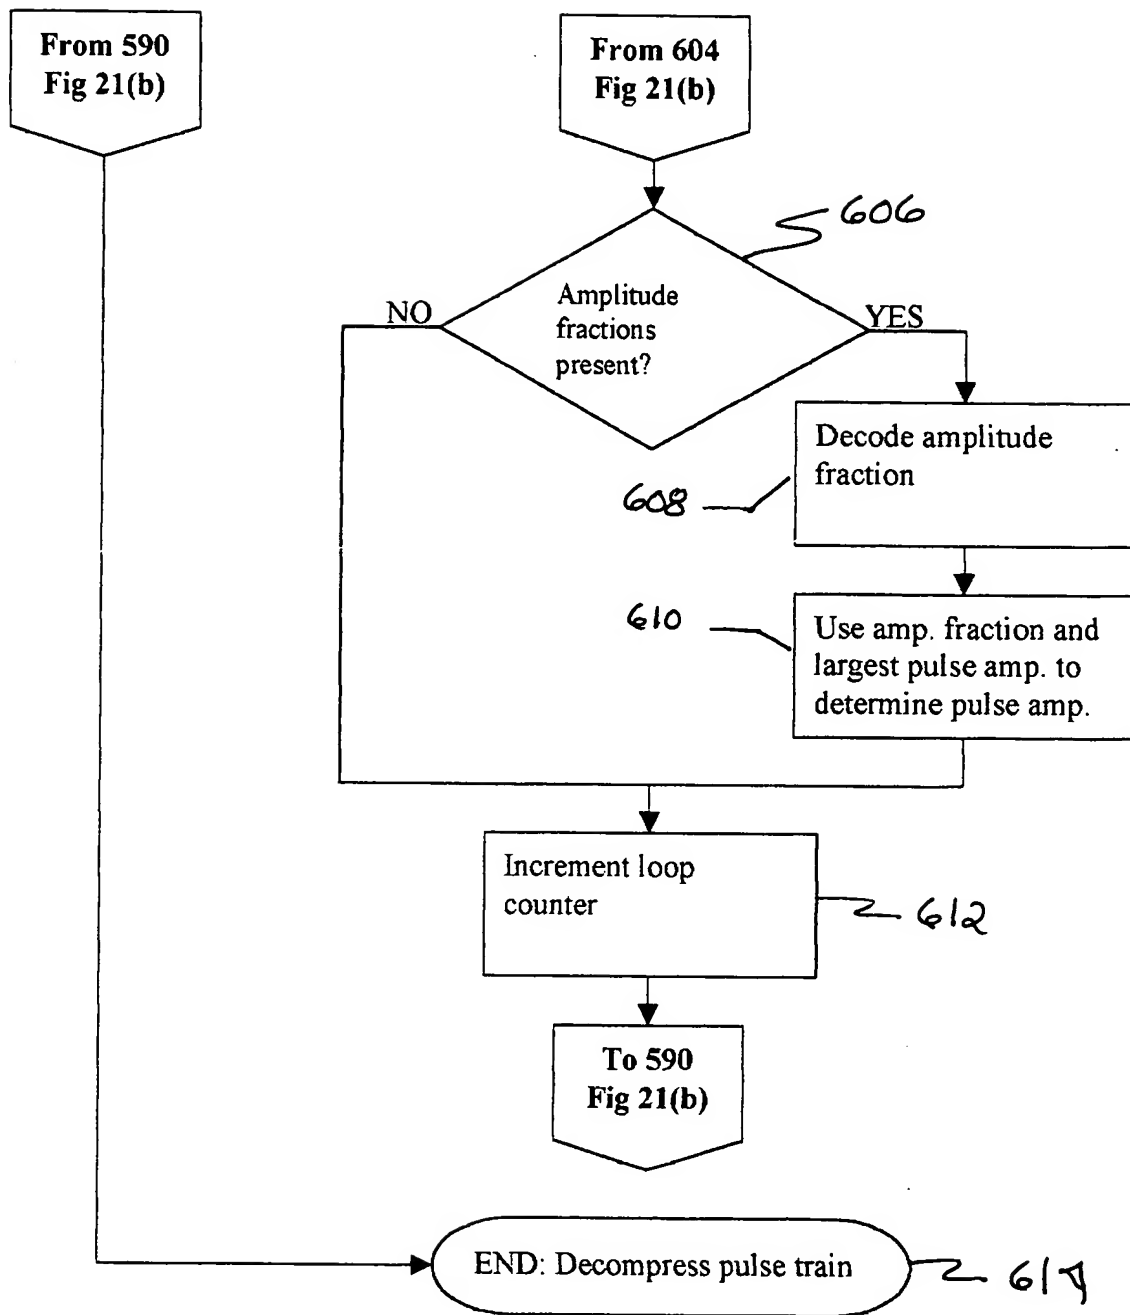 From 590
Fig 21(b)
From 604
Fig 21(b)
606
Amplitude
fractions
present?
NO
YES
Decode amplitude
fraction
608
610
Use amp. fraction and
largest pulse amp. to
determine pulse amp.
Increment loop
counter
612
To 590
Fig 21(b)
END: Decompress pulse train
614